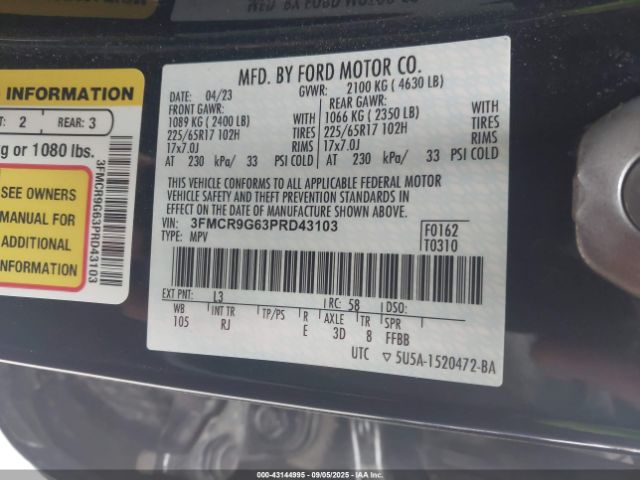 INFORMATION
2 REAR: 3
kg or 1080 lbs.
SEE OWNERS
MANUAL FOR
ADDITIONAL
INFORMATION
3FMCR9G63PRD43103
MFD. BY FORD MOTOR CO.
DATE: 04/23 GVWR: 2100 KG ( 4630 LB)
FRONT GAWR: REAR GAWR:
1089 KG ( 2400 LB) 1066 KG ( 2350 LB)
225/65R17 102H TIRES 225/65R17 102H TIRES
17x7.0J RIMS 17x7.0J RIMS
AT 230 kPa/ 33 PSI COLD AT 230 kPa/ 33 PSI COLD
THIS VEHICLE CONFORMS TO ALL APPLICABLE FEDERAL MOTOR
VEHICLE SAFETY AND THEFT PREVENTION STANDARDS IN
EFFECT ON THE DATE OF MANUFACTURE SHOWN ABOVE.
VIN: 3FMCR9G63PRD43103
TYPE: MPV
F0162
T0310
EXT PNT: L3 RC: 58 DSO:
WB INT TR TP/PS R AXLE TR SPR
105 RJ E 3D 8 FFBB
UTC ▽ 5U5A-1520472-BA
000-43144995 - 09/05/2025 - IAAI.com